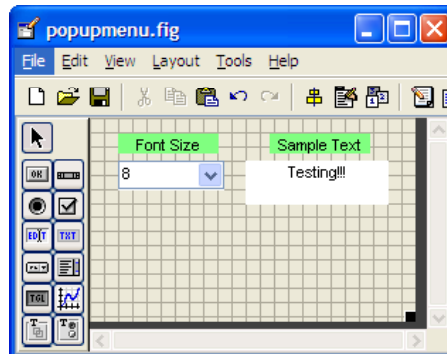 popupmenu.fig
File Edit View Layout Tools Help
Font Size Sample Text
8 Testing!!!
OK
EDIT TXT
TGL
T T